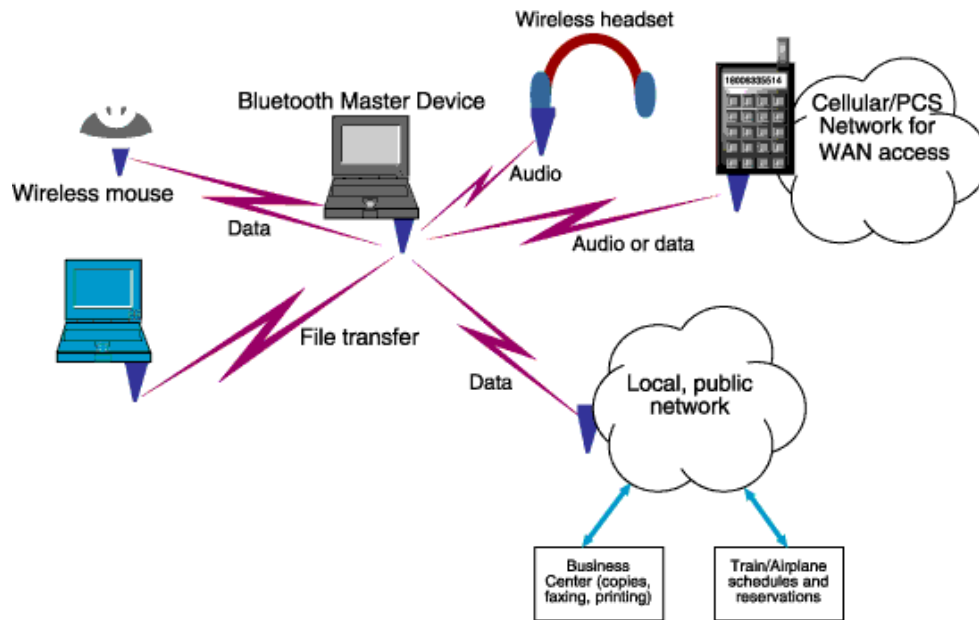 Wireless headset
Bluetooth Master Device
18008335514
Cellular/PCS
Network for
WAN access
Wireless mouse
Audio
Data
Audio or data
File transfer
Data
Local, public
network
Business
Center (copies,
faxing, printing)
Train/Airplane
schedules and
reservations